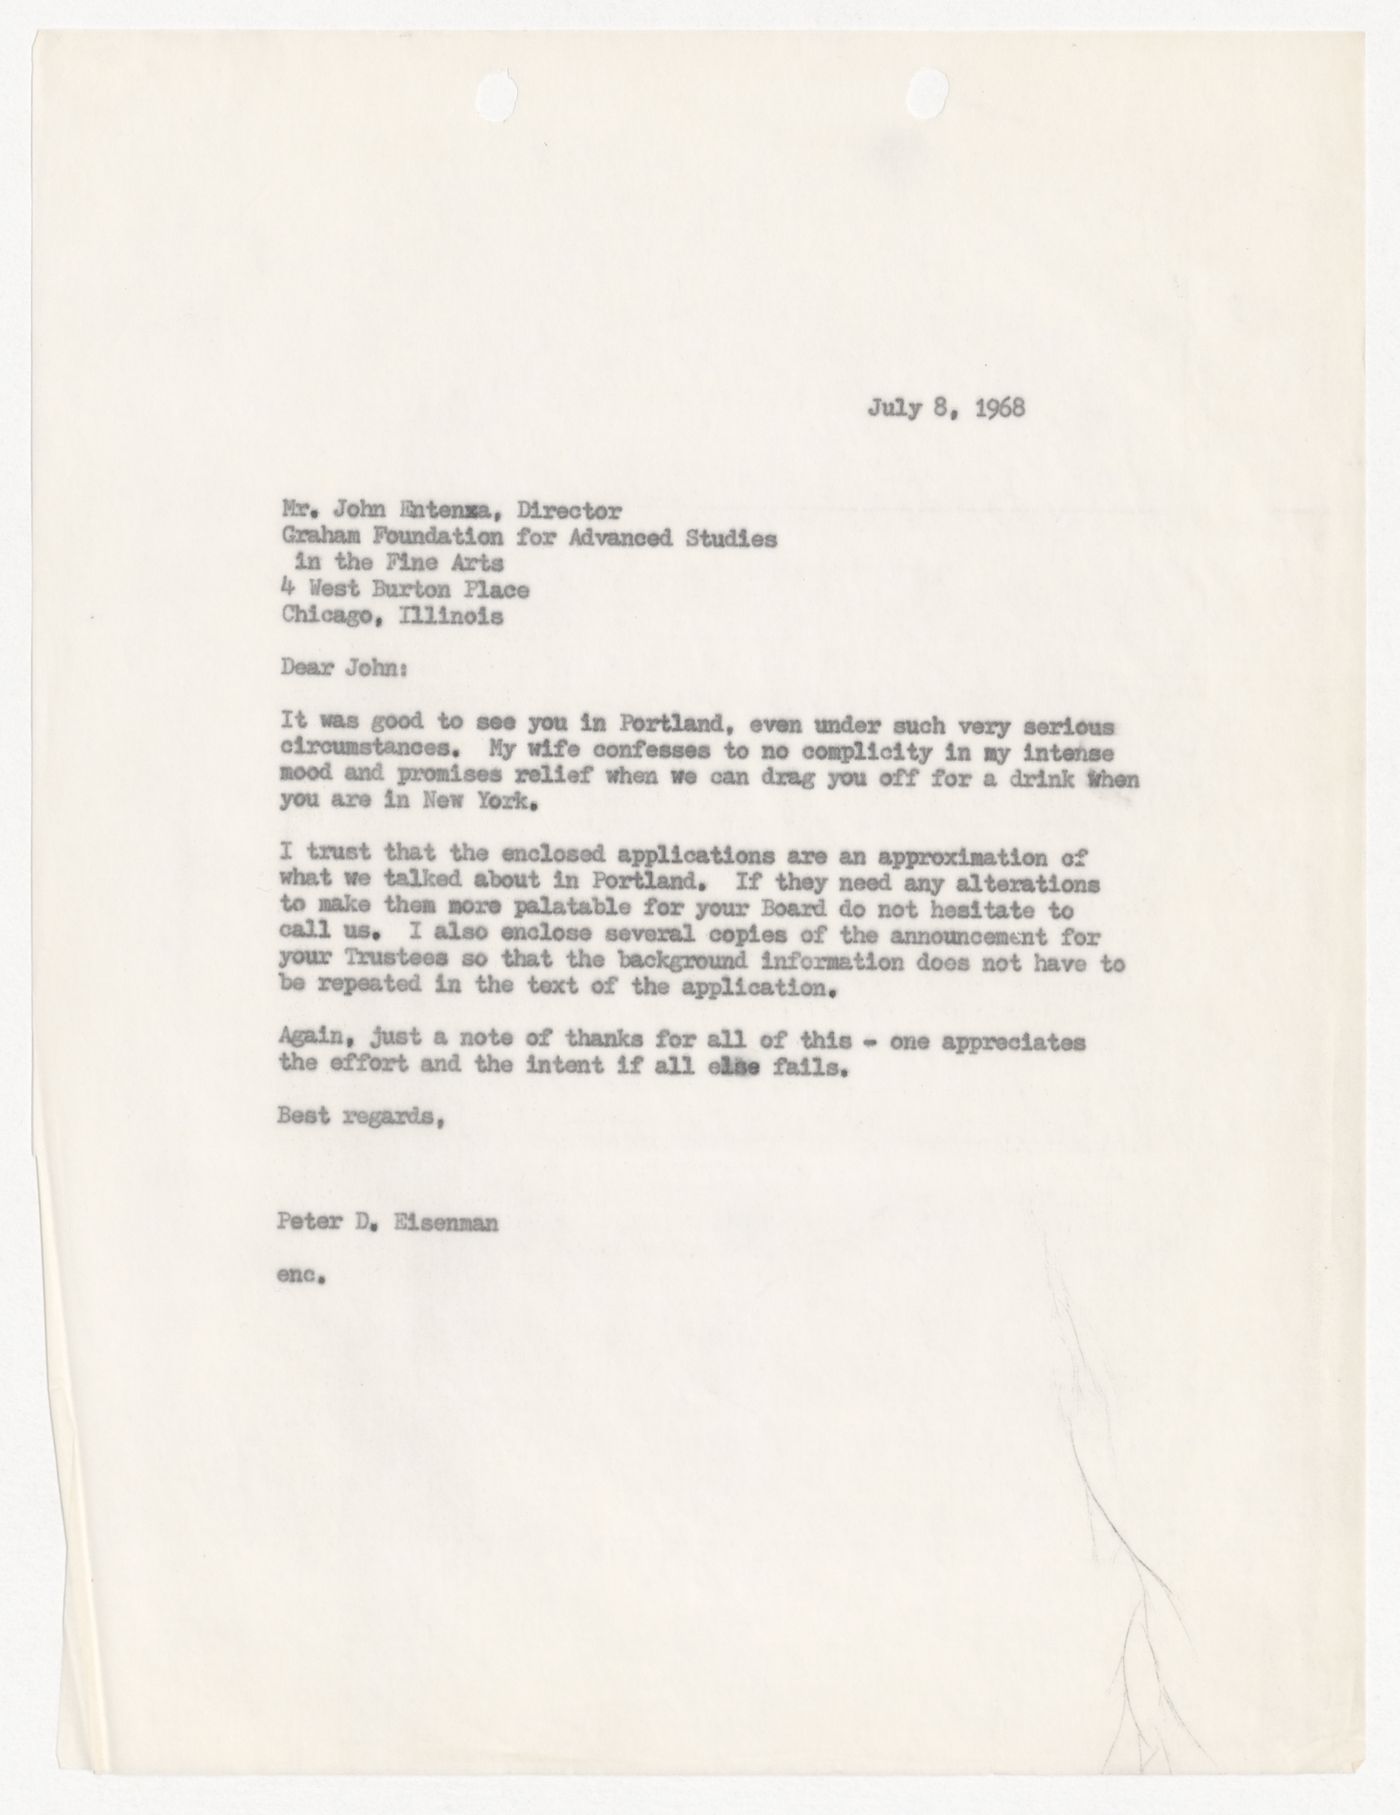 July 8, 1968
Mr. John Entenza, Director
Graham Foundation for Advanced Studies
in the Fine Arts
4 West Burton Place
Chicago, Illinois
Dear John:
It was good to see you in Portland, even under such very serious
circumstances. My wife confesses to no complicity in my intense
mood and promises relief when we can drag you off for a drink when
you are in New York.
I trust that the enclosed applications are an approximation of
what we talked about in Portland. If they need any alterations
to make them more palatable for your Board do not hesitate to
call us. I also enclose several copies of the announcement for
your Trustees so that the background information does not have to
be repeated in the text of the application.
Again, just a note of thanks for all of this - one appreciates
the effort and the intent if all else fails.
Best regards,
Peter D. Eisenman
enc.